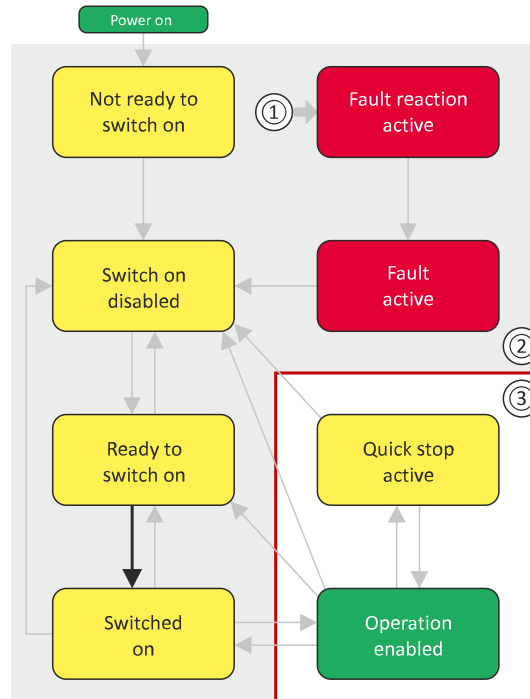 Power on
Not ready to
switch on
①
Fault reaction
active
Switch on
disabled
Fault
active
②
③
Ready to
switch on
Quick stop
active
Switched
on
Operation
enabled